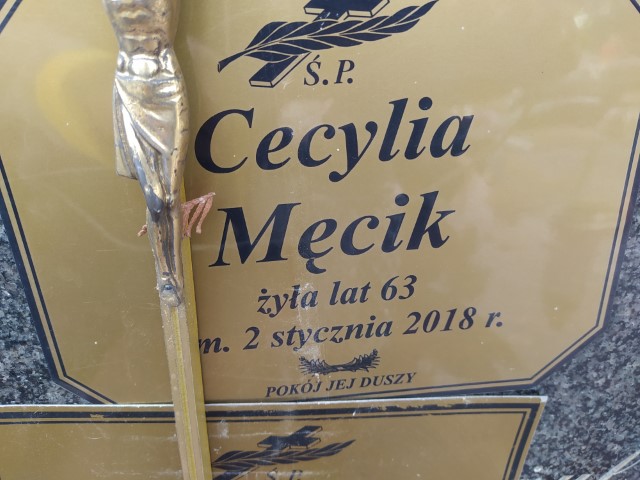 Ś.P.
Cecylia
Męcik
żyła lat 63
m. 2 stycznia 2018 r.
POKÓJ JEJ DUSZY
Ś.P.